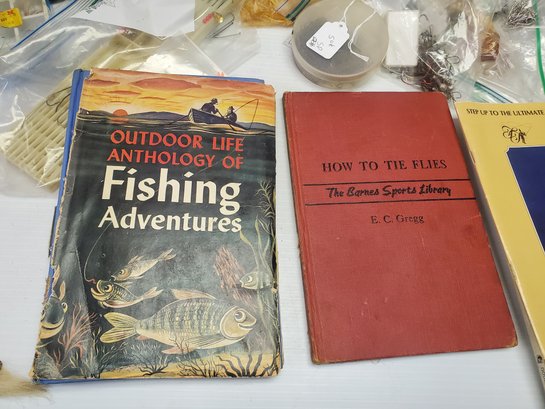 OUTDOOR LIFE
ANTHOLOGY OF
Fishing
Adventures
HOW TO TIE FLIES
The Barnes Sports Library
E. C. Gregg
STEP UP TO THE ULTIMATE